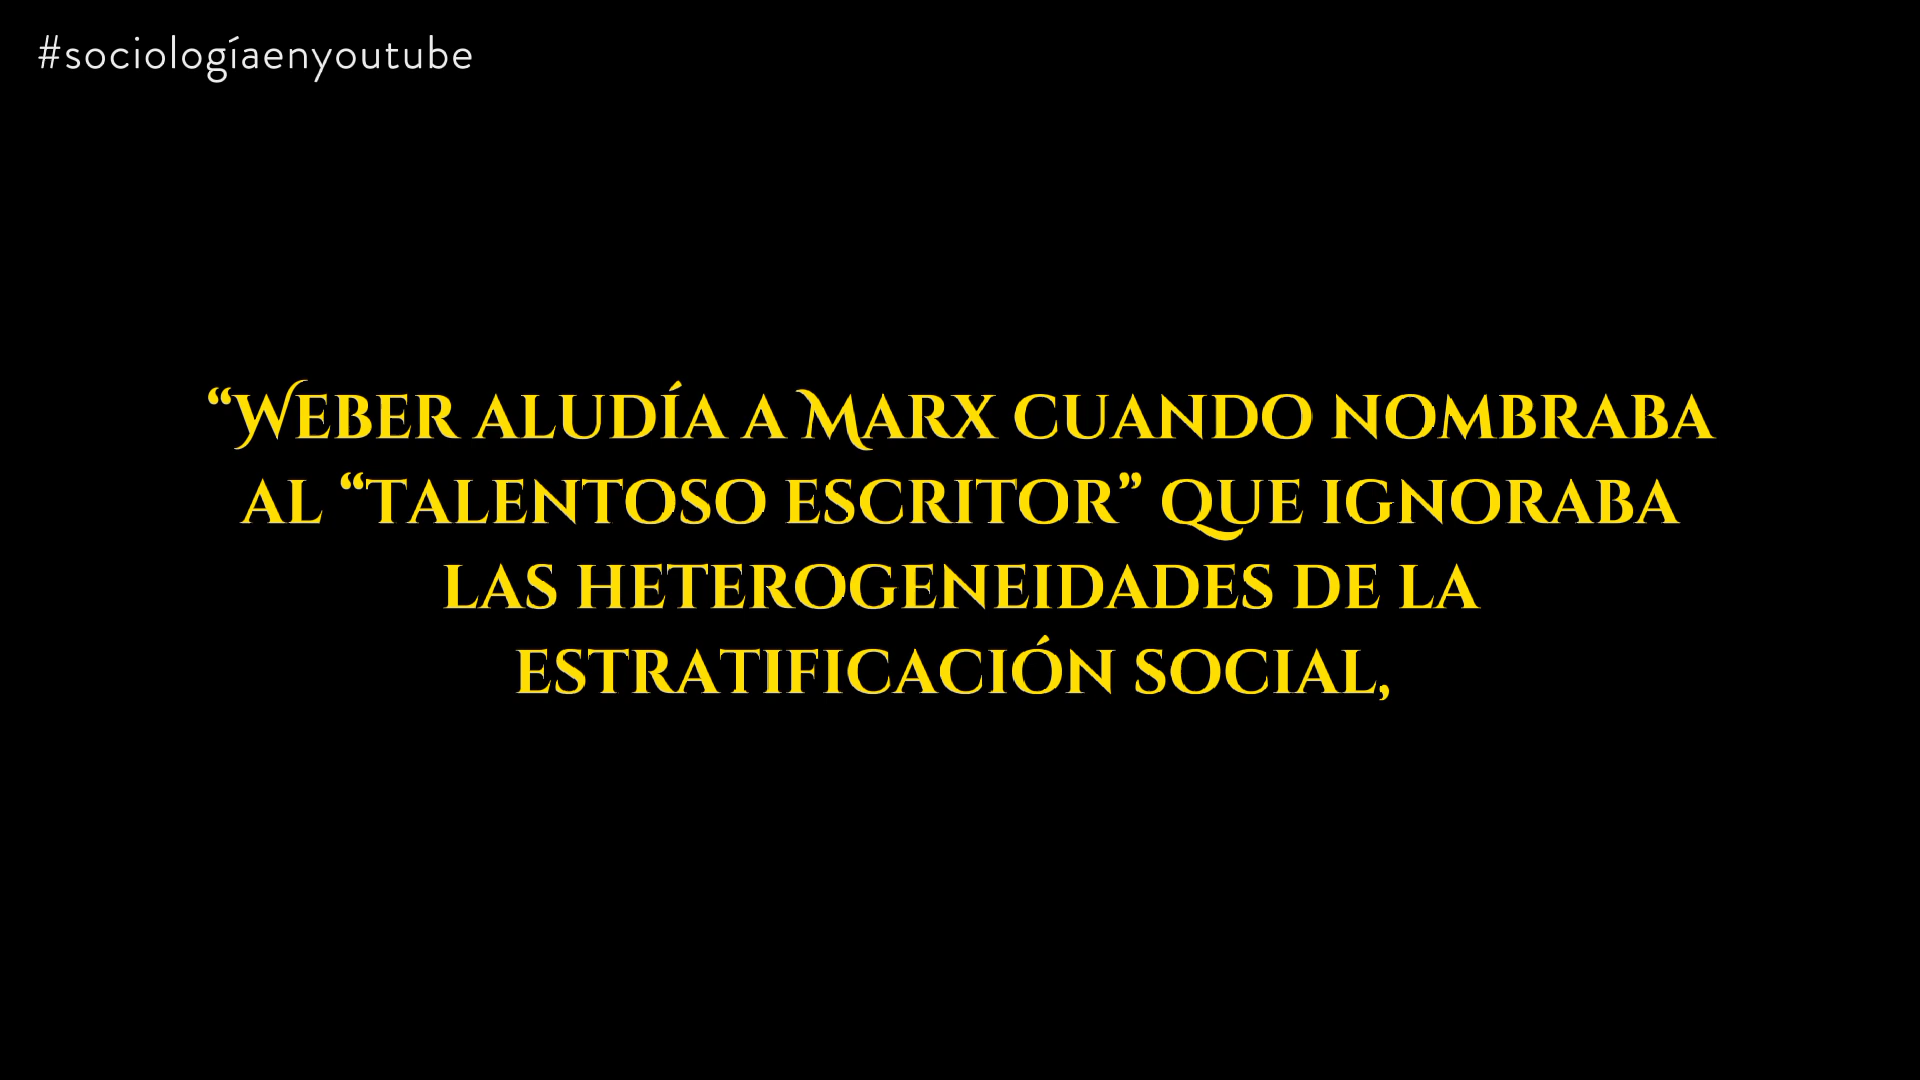 #sociologíaenyoutube
“Weber aludía a Marx cuando nombraba
al “talentoso escritor” que ignoraba
las heterogeneidades de la
estratificación social,